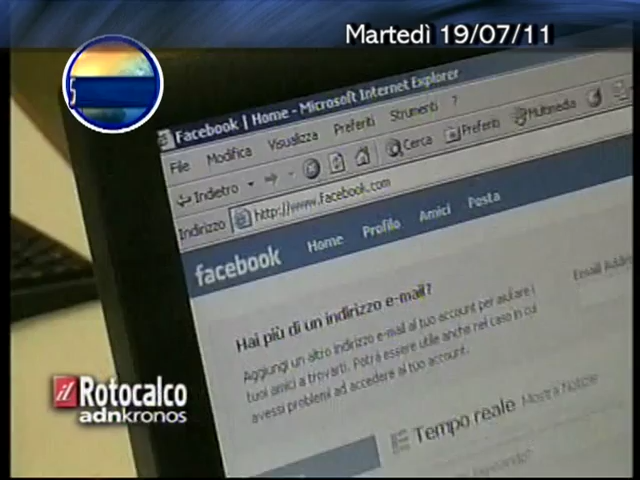 Martedì 19/07/11
Facebook | Home - Microsoft Internet Explorer
File Modifica Visualizza Preferiti Strumenti ?
Indietro Cerca Preferiti Multimedia
Indirizzo http://www.facebook.com
facebook Home Profilo Amici Posta
Hai più di un indirizzo e-mail?
Email
Aggiungi un altro indirizzo e-mail al tuo account per aiutare i
tuoi amici a trovarti. Potrà essere utile anche nel caso in cui
avessi problemi ad accedere al tuo account.
Tempo reale Mostra Notizie
il Rotocalco
adnkronos